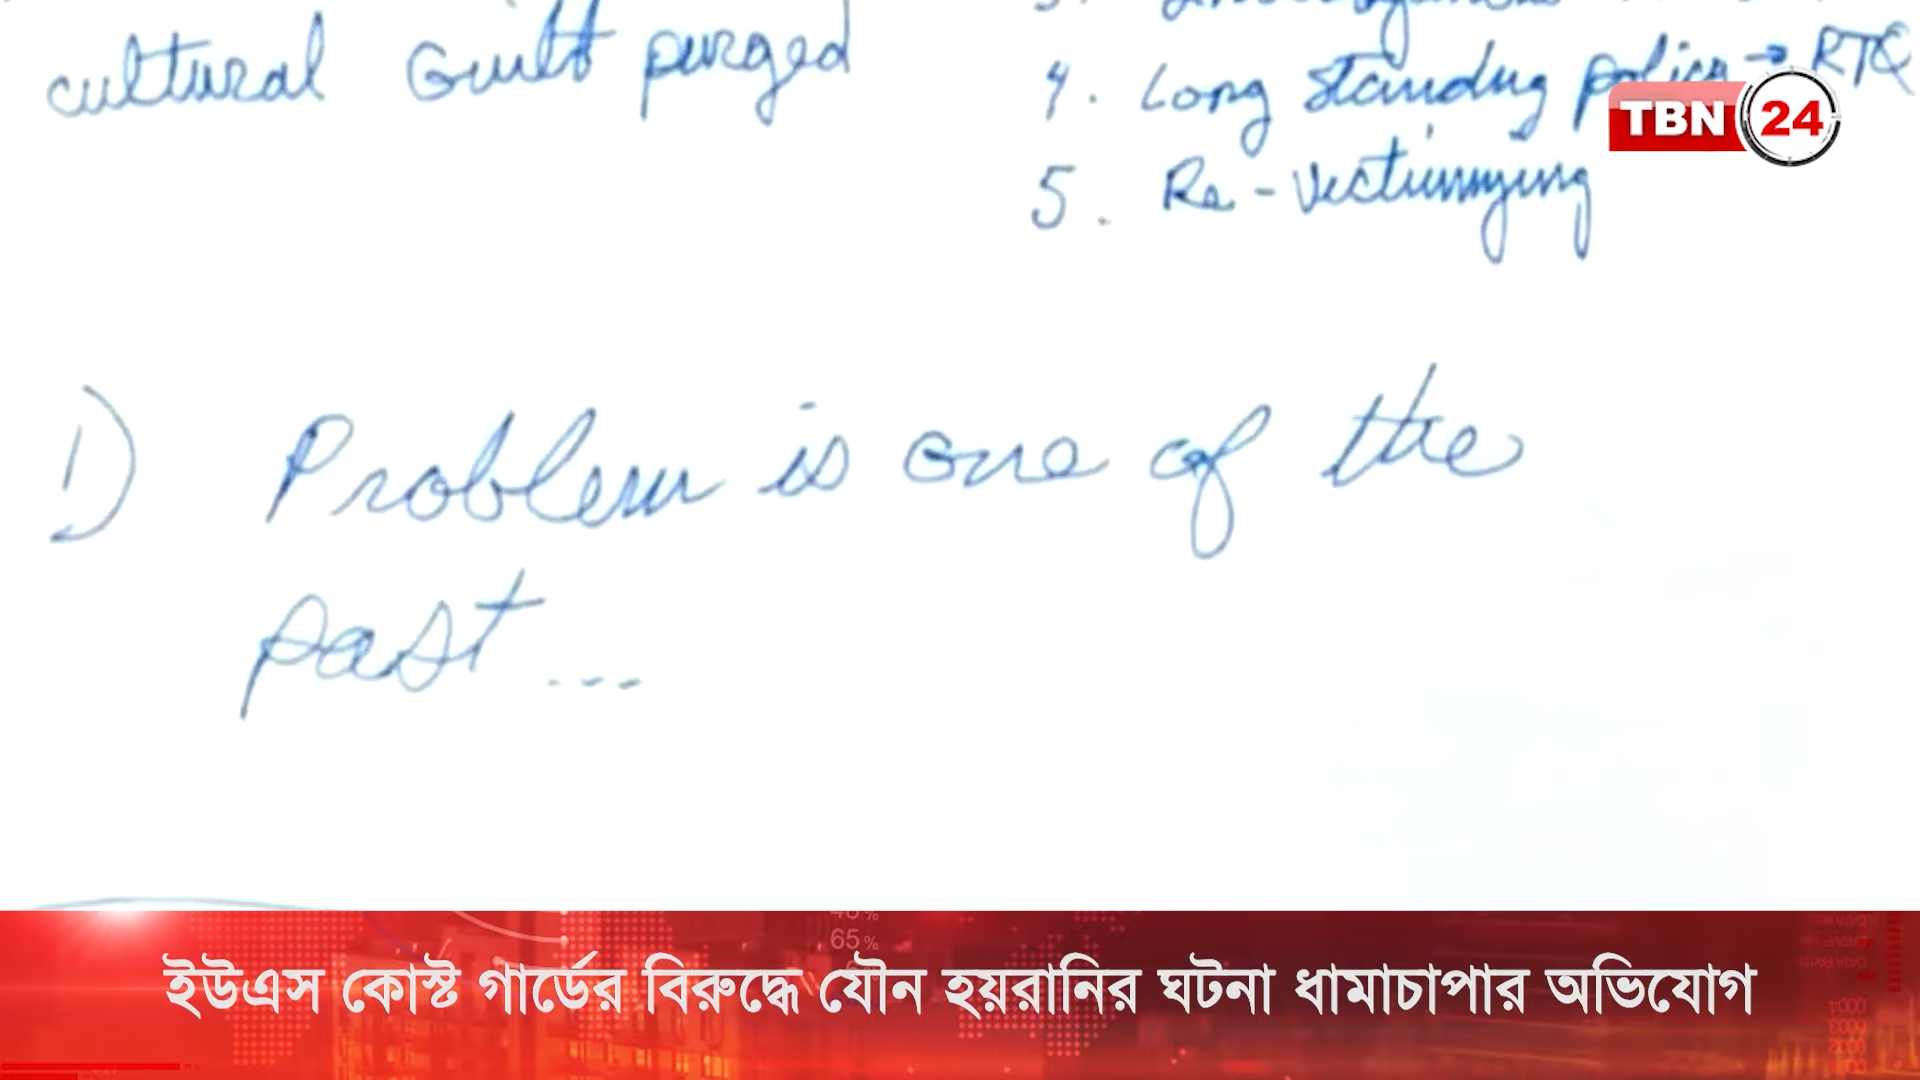 cultural Guilt purged
4. Long standing policy → RTQ
5. Re-victimizing
1) Problem is one of the
past ...
TBN 24
65%
ইউএস কোস্ট গার্ডের বিরুদ্ধে যৌন হয়রানির ঘটনা ধামাচাপার অভিযোগ